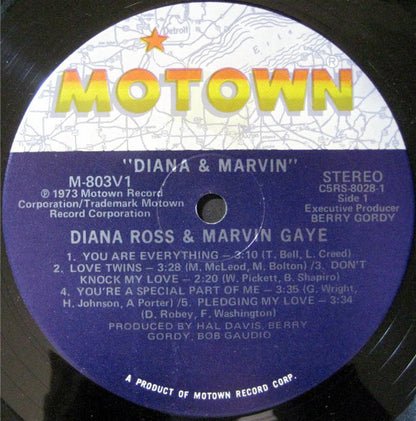 Detroit
MOTOWN®
"DIANA & MARVIN"
M-803V1
℗ 1973 Motown Record
Corporation/Trademark Motown
Record Corporation
STEREO
C5RS-8028-1
Side 1
Executive Producer
BERRY GORDY
DIANA ROSS & MARVIN GAYE
1. YOU ARE EVERYTHING – 3:10 (T. Bell, L. Creed)
2. LOVE TWINS – 3:28 (M. McLeod, M. Bolton) /3. DON'T
KNOCK MY LOVE – 2:20 (W. Pickett, B. Shapiro)
4. YOU'RE A SPECIAL PART OF ME – 3:35 (G. Wright,
H. Johnson, A Porter) /5. PLEDGING MY LOVE – 3:34
(D. Robey, F. Washington)
PRODUCED BY HAL DAVIS, BERRY
GORDY, BOB GAUDIO
A PRODUCT OF MOTOWN RECORD CORP.